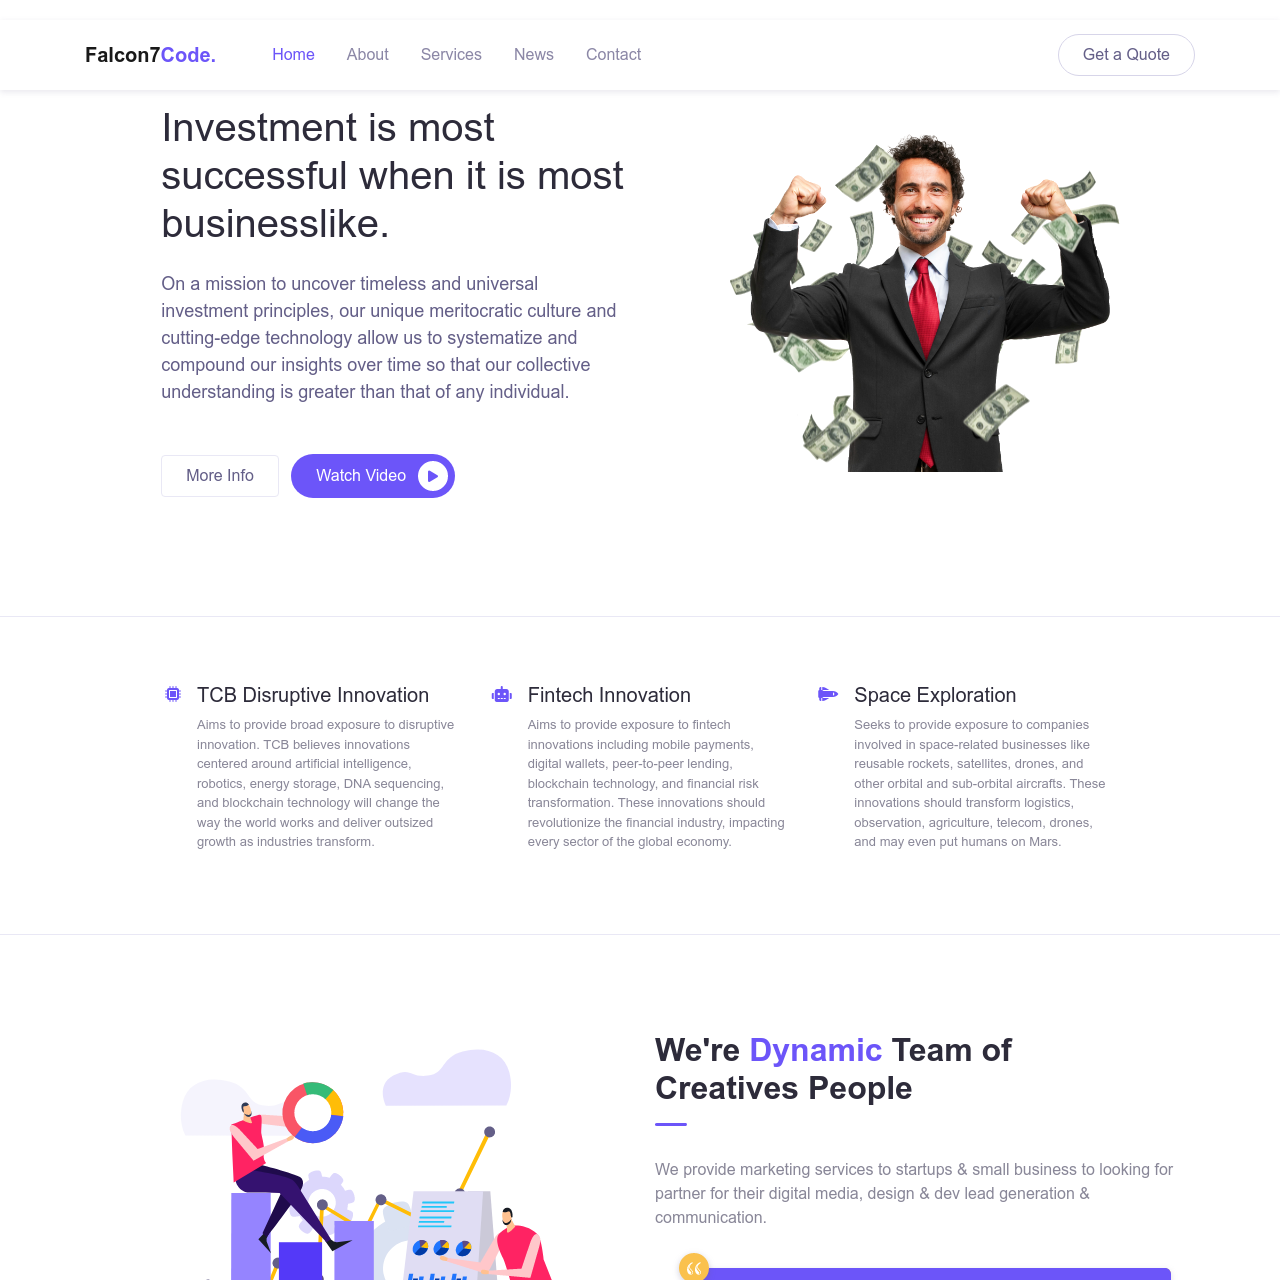 Falcon7Code.
Home About Services News Contact
Get a Quote
Investment is most
successful when it is most
businesslike.
On a mission to uncover timeless and universal
investment principles, our unique meritocratic culture and
cutting-edge technology allow us to systematize and
compound our insights over time so that our collective
understanding is greater than that of any individual.
More Info
Watch Video
TCB Disruptive Innovation
Aims to provide broad exposure to disruptive
innovation. TCB believes innovations
centered around artificial intelligence,
robotics, energy storage, DNA sequencing,
and blockchain technology will change the
way the world works and deliver outsized
growth as industries transform.
Fintech Innovation
Aims to provide exposure to fintech
innovations including mobile payments,
digital wallets, peer-to-peer lending,
blockchain technology, and financial risk
transformation. These innovations should
revolutionize the financial industry, impacting
every sector of the global economy.
Space Exploration
Seeks to provide exposure to companies
involved in space-related businesses like
reusable rockets, satellites, drones, and
other orbital and sub-orbital aircrafts. These
innovations should transform logistics,
observation, agriculture, telecom, drones,
and may even put humans on Mars.
We're Dynamic Team of
Creatives People
We provide marketing services to startups & small business to looking for
partner for their digital media, design & dev lead generation &
communication.